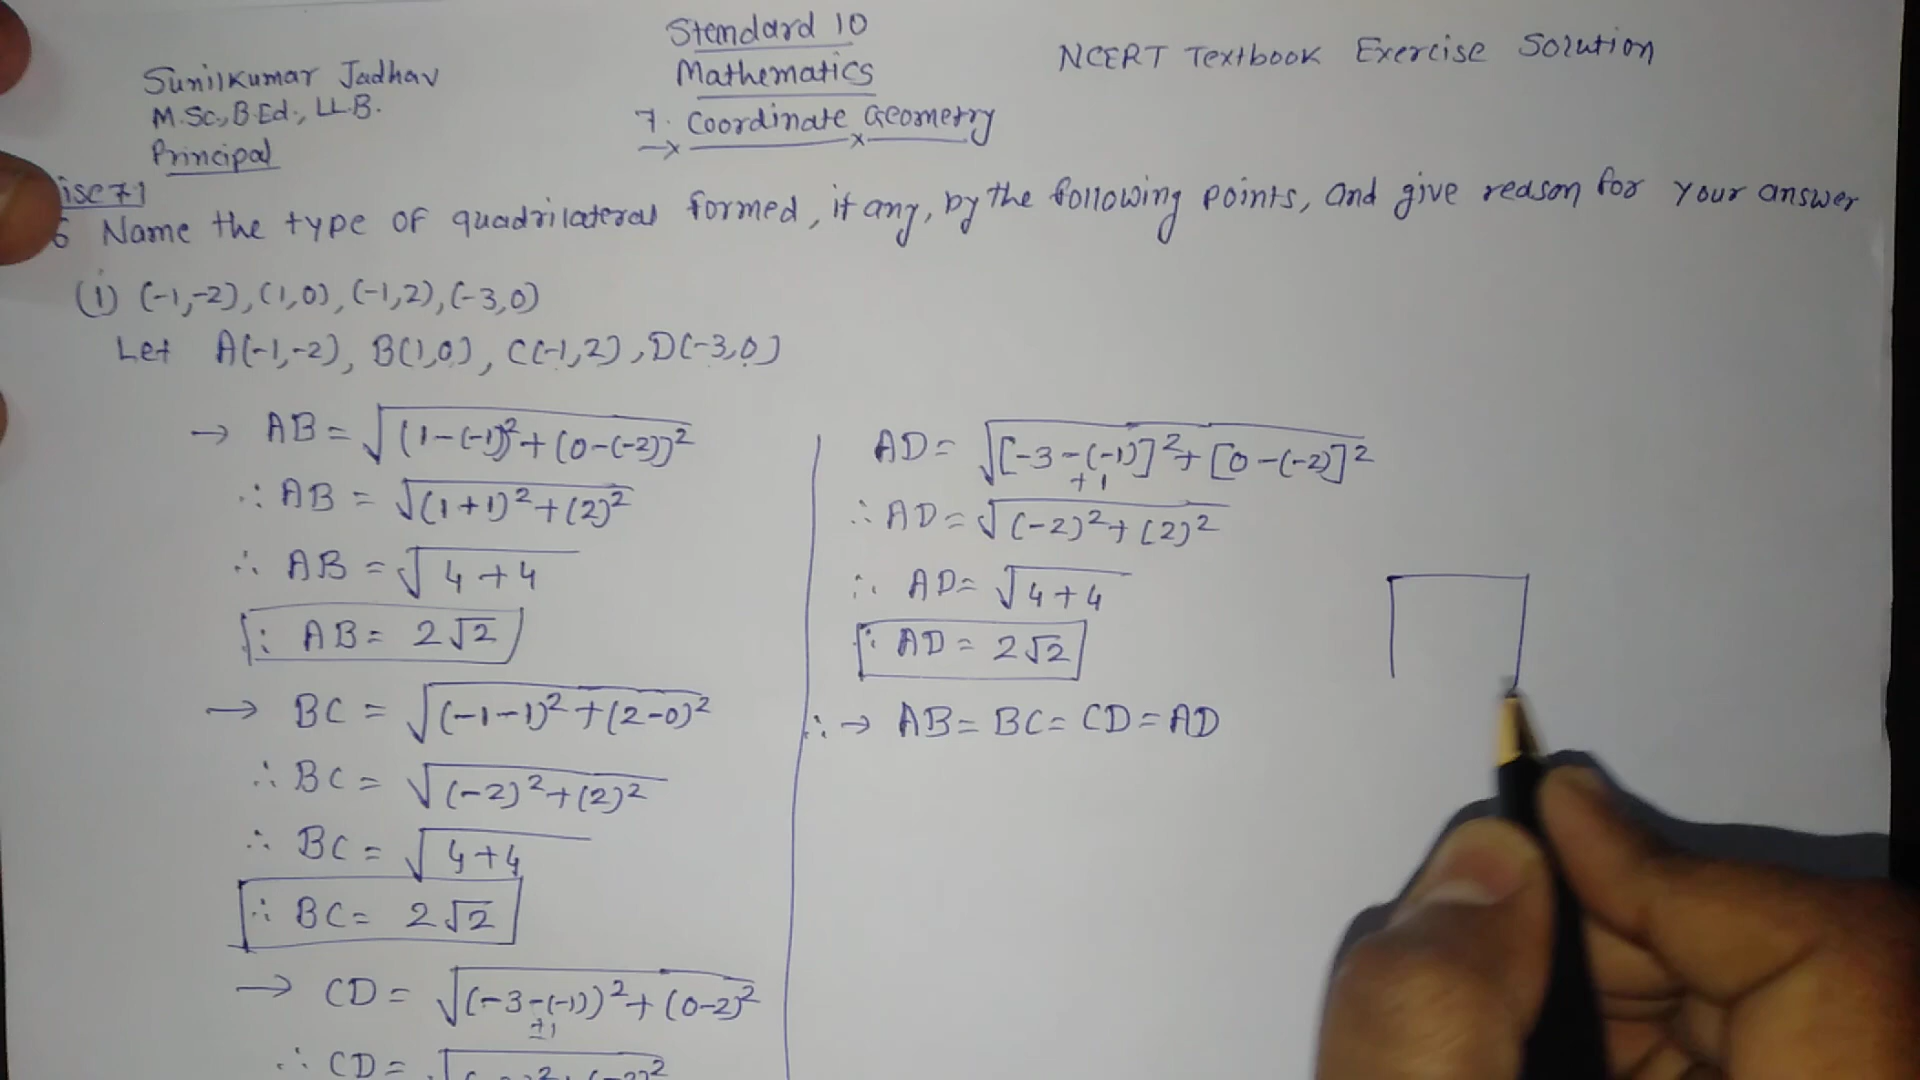 Sunilkumar Jadhav
M.Sc., B.Ed., LL.B.
Principal
Standard 10
Mathematics
7. Coordinate Geometry
NCERT Textbook Exercise Solution
ise 7.1
6 Name the type of quadrilateral formed, if any, by the following points, and give reason for your answer
(i) (-1,-2), (1,0), (-1,2), (-3,0)
Let A(-1,-2), B(1,0), C(-1,2), D(-3,0)
→ AB = √(1-(-1))²+(0-(-2))²
∴ AB = √(1+1)²+(2)²
∴ AB = √4+4
∴ AB = 2√2
→ BC = √(-1-1)²+(2-0)²
∴ BC = √(-2)²+(2)²
∴ BC = √4+4
∴ BC = 2√2
→ CD = √(-3-(-1))²+(0-2)²
+1
∴ CD =
AD = √[-3-(-1)]²+[0-(-2)]²
+1
∴ AD = √(-2)²+(2)²
∴ AD = √4+4
∴ AD = 2√2
∴ → AB = BC = CD = AD